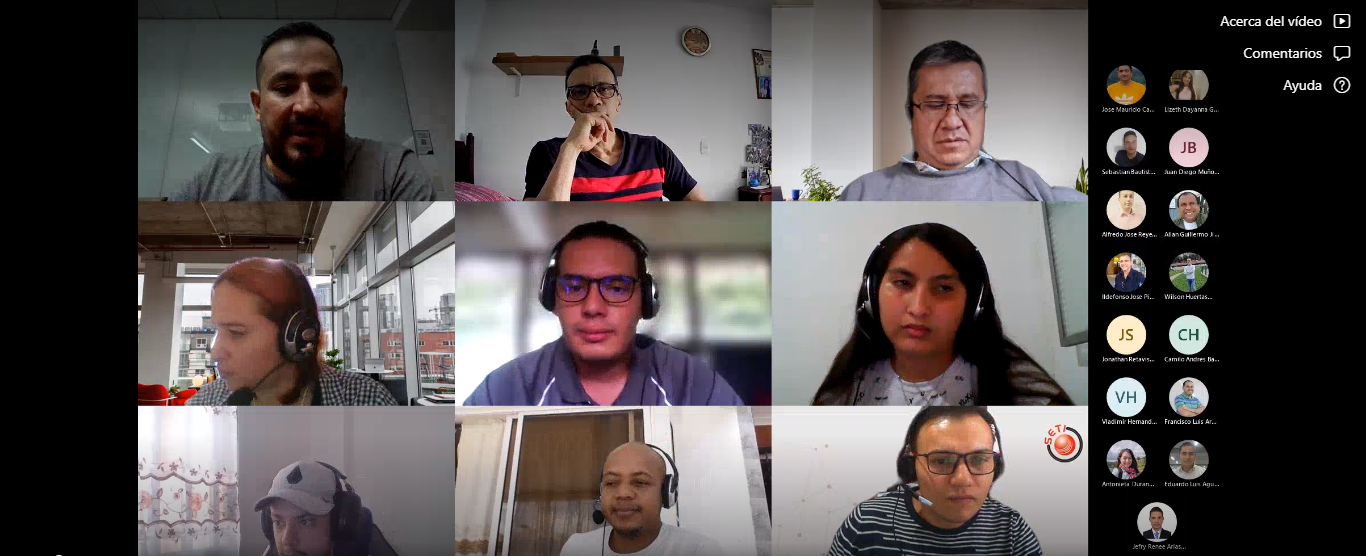 Acerca del vídeo
Comentarios
Ayuda
Jose Mauricio Ca...
Lizeth Dayanna G...
Sebastian Bautist...
JB
Juan Diego Muño...
Alfredo Jose Reye...
Allan Guillermo Ji...
Ildefonso Jose Pi...
Wilson Huertas...
JS
Jonathan Retavis...
CH
Camilo Andres Ba...
VH
Vladimir Hernand...
Francisco Luis Ar...
SETI
Antonieta Duran...
Eduardo Luis Agu...
Jefry Renee Arias...